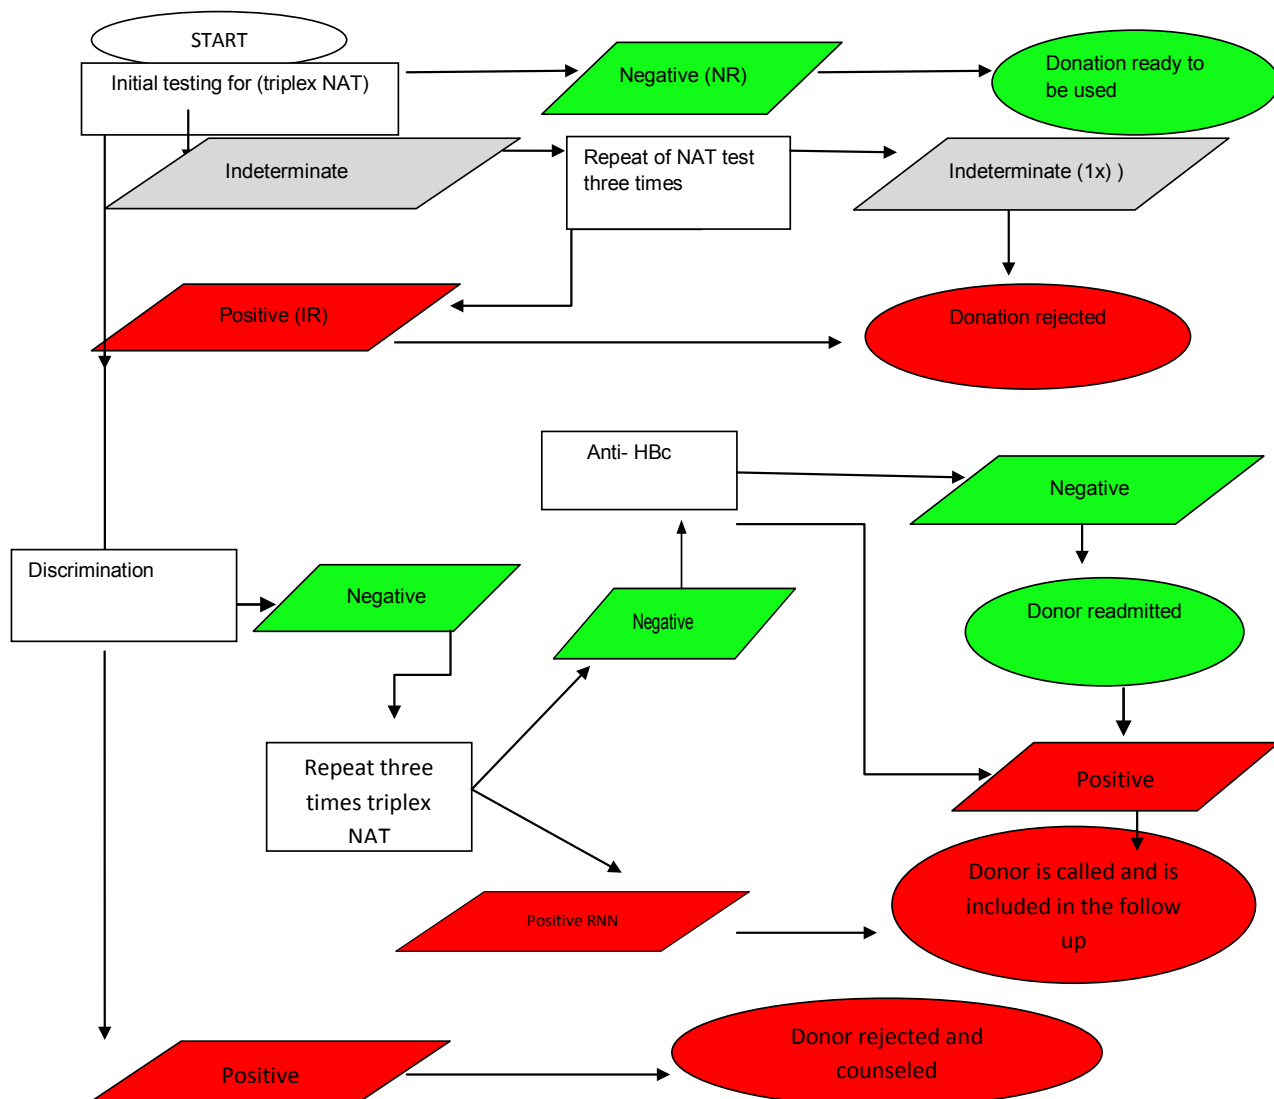 START
Initial testing for (triplex NAT)
Negative (NR)
Donation ready to
be used
Indeterminate
Repeat of NAT test
three times
Indeterminate (1x) )
Positive (IR)
Donation rejected
Anti- HBc
Negative
Discrimination
Negative
Negative
Donor readmitted
Repeat three
times triplex
NAT
Positive
Positive RNN
Donor is called and is
included in the follow
up
Positive
Donor rejected and
counseled